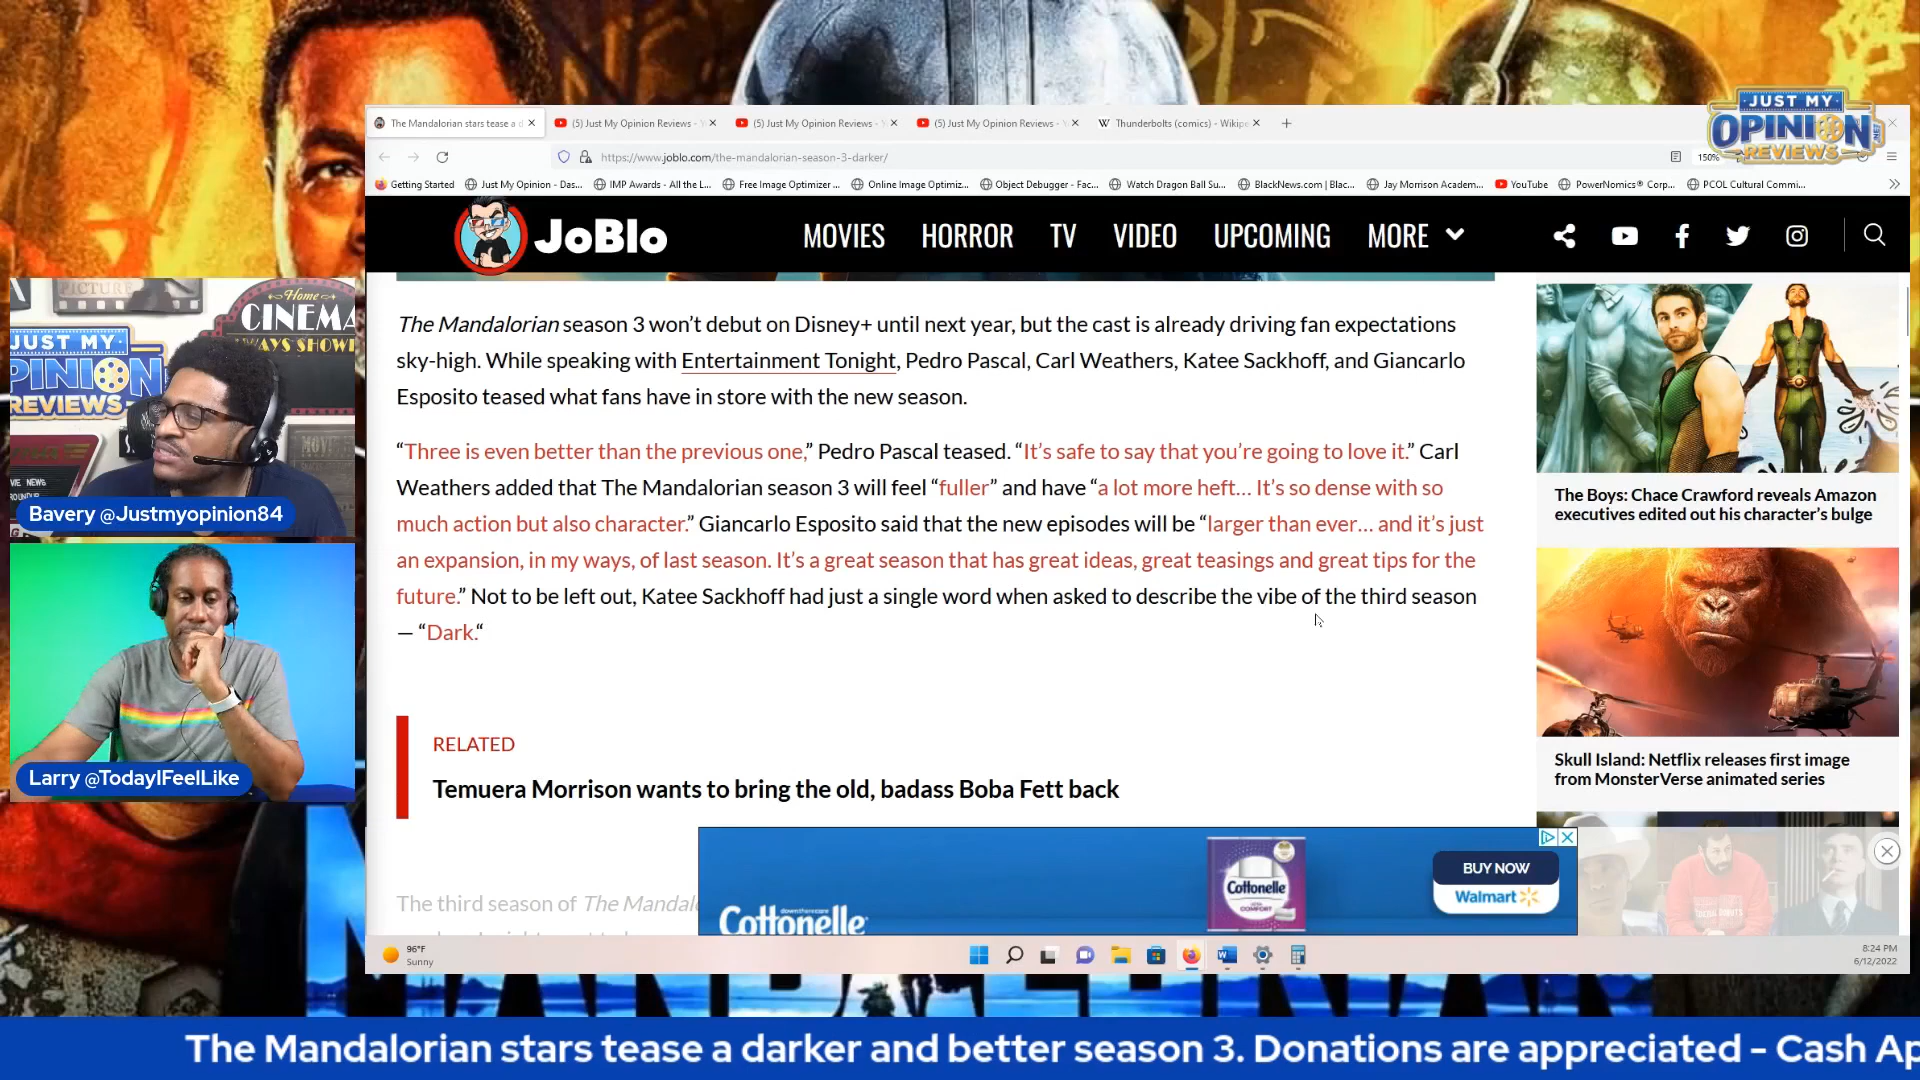 JUST MY
OPINION
REVIEWS
The Mandalorian stars tease a d
(5) Just My Opinion Reviews -
(5) Just My Opinion Reviews -
(5) Just My Opinion Reviews -
Thunderbolts (comics) - Wikipe
https://www.joblo.com/the-mandalorian-season-3-darker/
150%
Getting Started
Just My Opinion - Das...
IMP Awards - All the L...
Free Image Optimizer ...
Online Image Optimiz...
Object Debugger - Fac...
Watch Dragon Ball Su...
BlackNews.com | Blac...
Jay Morrison Academ...
YouTube
PowerNomics® Corp...
PCOL Cultural Commi...
JoBlo
MOVIES HORROR TV VIDEO UPCOMING MORE
The Mandalorian season 3 won’t debut on Disney+ until next year, but the cast is already driving fan expectations
sky-high. While speaking with Entertainment Tonight, Pedro Pascal, Carl Weathers, Katee Sackhoff, and Giancarlo
Esposito teased what fans have in store with the new season.
“Three is even better than the previous one,” Pedro Pascal teased. “It’s safe to say that you’re going to love it.” Carl
Weathers added that The Mandalorian season 3 will feel “fuller” and have “a lot more heft… It’s so dense with so
much action but also character.” Giancarlo Esposito said that the new episodes will be “larger than ever… and it’s just
an expansion, in my ways, of last season. It’s a great season that has great ideas, great teasings and great tips for the
future.” Not to be left out, Katee Sackhoff had just a single word when asked to describe the vibe of the third season
— “Dark.“
RELATED
Temuera Morrison wants to bring the old, badass Boba Fett back
The third season of The Mandal
The Boys: Chace Crawford reveals Amazon
executives edited out his character’s bulge
Skull Island: Netflix releases first image
from MonsterVerse animated series
Cottonelle
Cottonelle
COMFORT
BUY NOW
Walmart
96°F
Sunny
8:24 PM
6/12/2022
PICTURE
Home
CINEMA
WAYS SHOW
JUST MY
PINION
REVIEWS
Bavery @Justmyopinion84
Larry @TodayIFeelLike
The Mandalorian stars tease a darker and better season 3. Donations are appreciated - Cash Ap